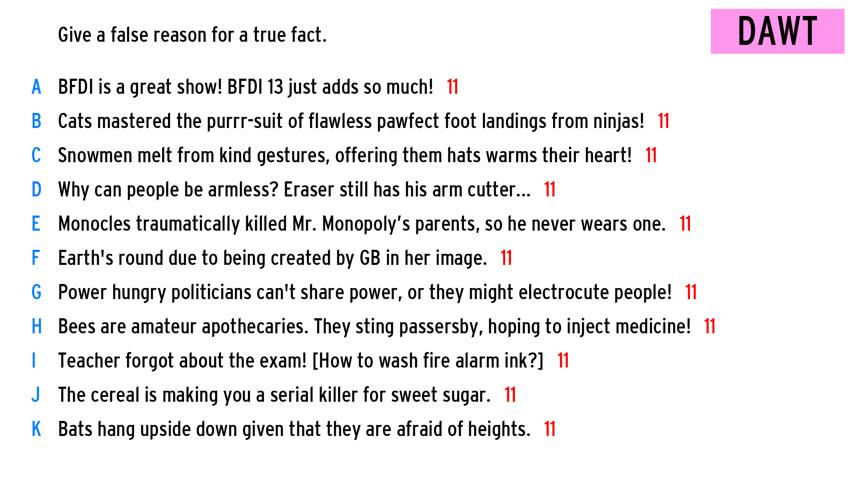 Give a false reason for a true fact.
DAWT
A BFDI is a great show! BFDI 13 just adds so much! 11
B Cats mastered the purrr-suit of flawless pawfect foot landings from ninjas! 11
C Snowmen melt from kind gestures, offering them hats warms their heart! 11
D Why can people be armless? Eraser still has his arm cutter... 11
E Monocles traumatically killed Mr. Monopoly's parents, so he never wears one. 11
F Earth's round due to being created by GB in her image. 11
G Power hungry politicians can't share power, or they might electrocute people! 11
H Bees are amateur apothecaries. They sting passersby, hoping to inject medicine! 11
I Teacher forgot about the exam! [How to wash fire alarm ink?] 11
J The cereal is making you a serial killer for sweet sugar. 11
K Bats hang upside down given that they are afraid of heights. 11